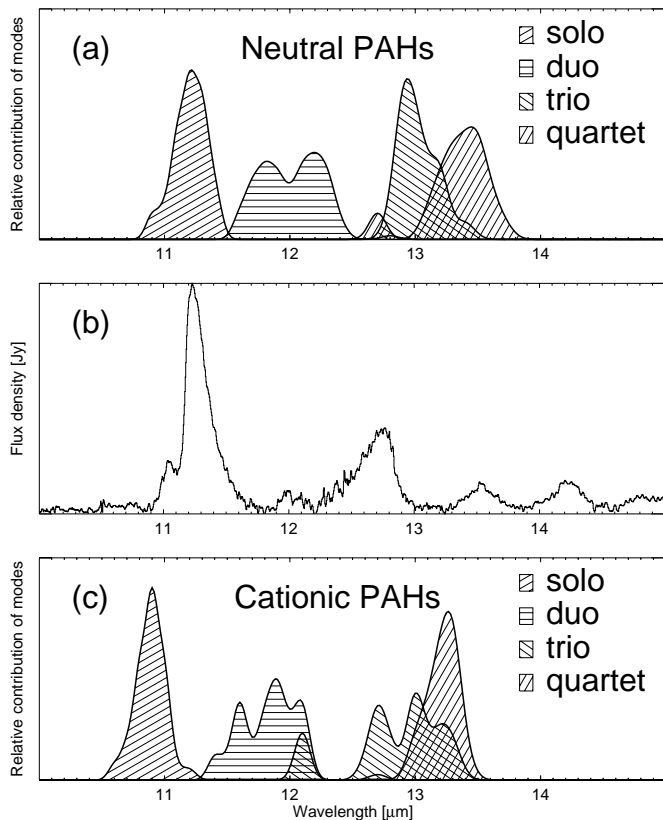 (a) Neutral PAHs
solo
duo
trio
quartet
Relative contribution of modes
11 12 13 14
(b)
Flux density [Jy]
11 12 13 14
(c) Cationic PAHs
solo
duo
trio
quartet
Relative contribution of modes
11 12 13 14
Wavelength [μm]